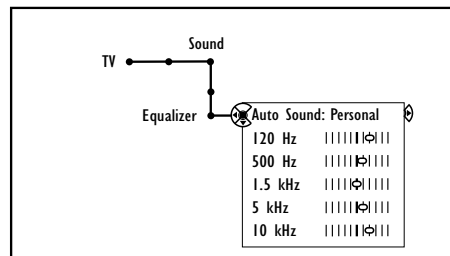 Sound
TV
Equalizer
Auto Sound: Personal
120 Hz
500 Hz
1.5 kHz
5 kHz
10 kHz